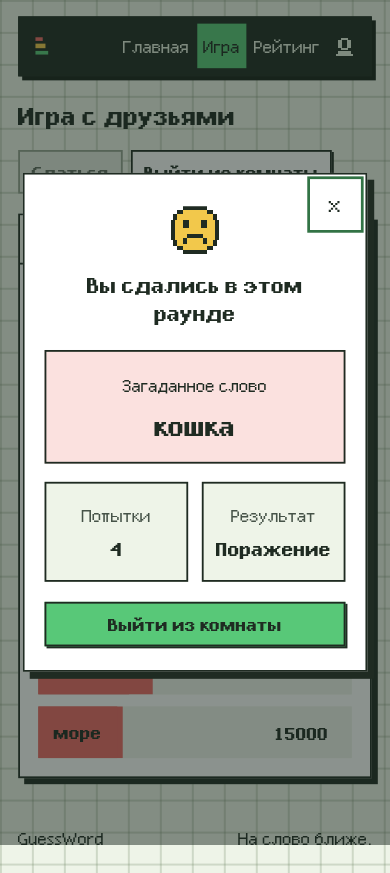 Главная Игра Рейтинг
Игра с друзьями
Сдаться Выйти из комнаты
×
Вы сдались в этом
раунде
Загаданное слово
кошка
Попытки
4
Результат
Поражение
Выйти из комнаты
море 15000
GuessWord На слово ближе.